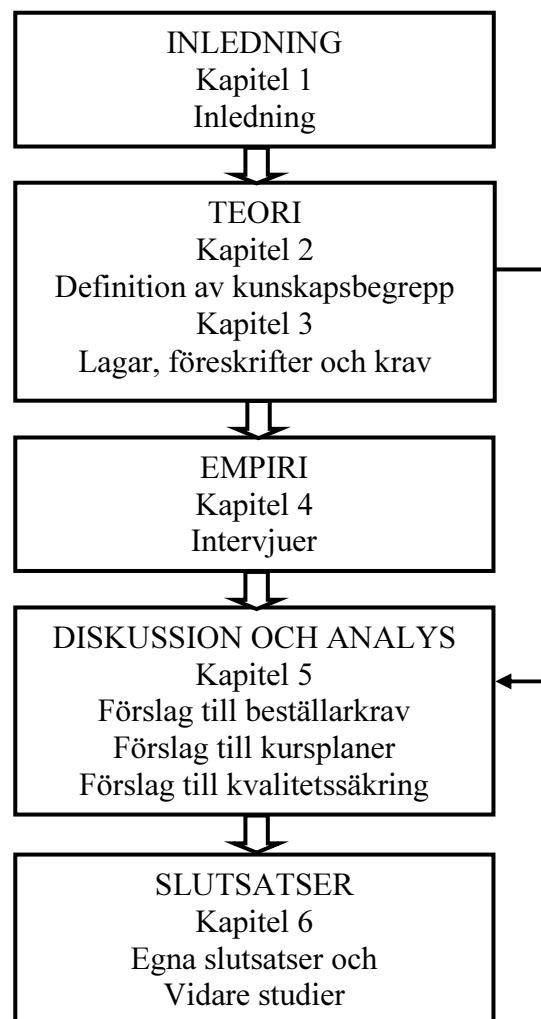 INLEDNING
Kapitel 1
Inledning
TEORI
Kapitel 2
Definition av kunskapsbegrepp
Kapitel 3
Lagar, föreskrifter och krav
EMPIRI
Kapitel 4
Intervjuer
DISKUSSION OCH ANALYS
Kapitel 5
Förslag till beställarkrav
Förslag till kursplaner
Förslag till kvalitetssäkring
SLUTSATSER
Kapitel 6
Egna slutsatser och
Vidare studier